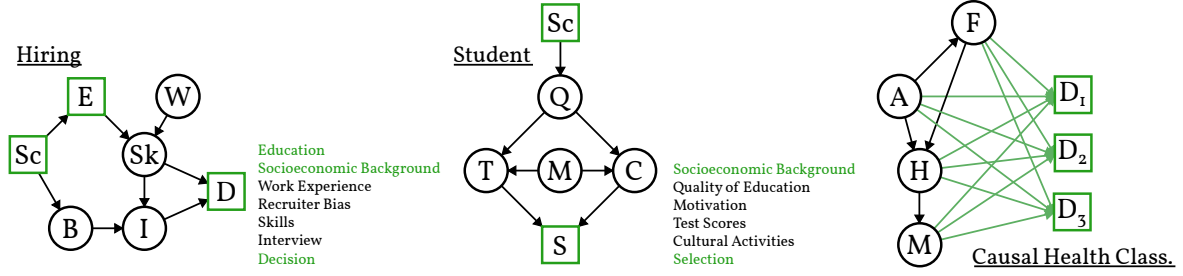 Hiring
E
W
Sc
Sk
D
B
I
Education
Socioeconomic Background
Work Experience
Recruiter Bias
Skills
Interview
Decision
Student
Sc
Q
T
M
C
S
Socioeconomic Background
Quality of Education
Motivation
Test Scores
Cultural Activities
Selection
F
A
D1
H
D2
D3
M
Causal Health Class.